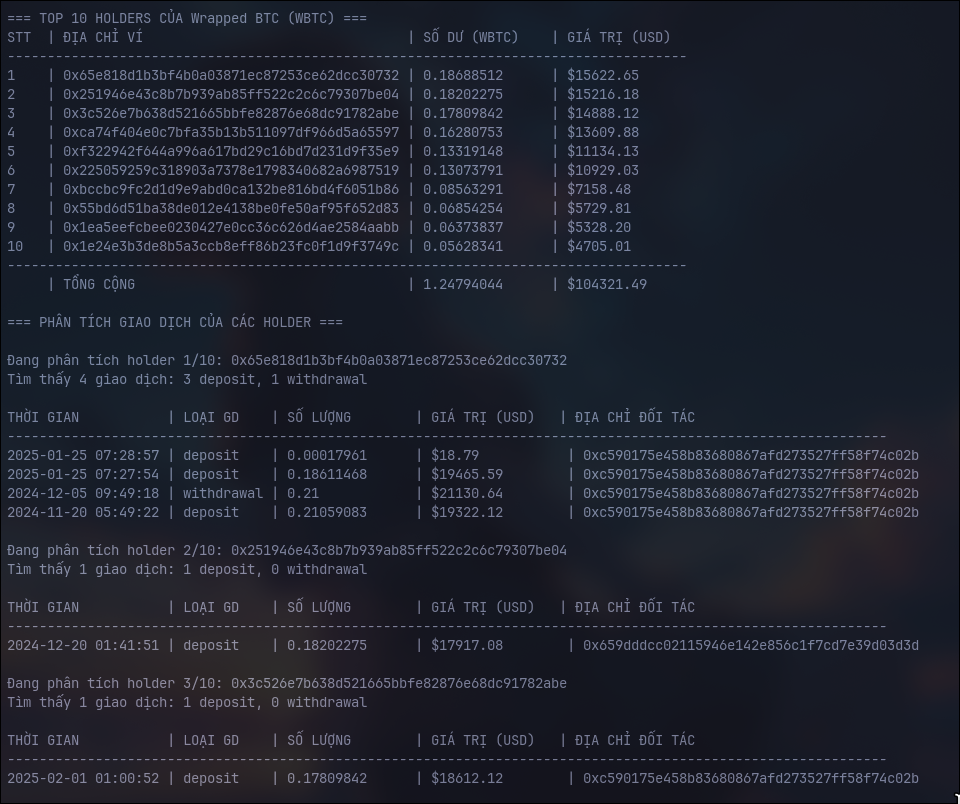 === TOP 10 HOLDERS CỦA Wrapped BTC (WBTC) ===
STT | ĐỊA CHỈ VÍ | SỐ DƯ (WBTC) | GIÁ TRỊ (USD)
-------------------------------------------------------------------------------------
1 | 0x65e818d1b3bf4b0a03871ec87253ce62dcc30732 | 0.18688512 | $15622.65
2 | 0x251946e43c8b7b939ab85ff522c2c6c79307be04 | 0.18202275 | $15216.18
3 | 0x3c526e7b638d521665bbfe82876e68dc91782abe | 0.17809842 | $14888.12
4 | 0xca74f404e0c7bfa35b13b511097df966d5a65597 | 0.16280753 | $13609.88
5 | 0xf322942f644a996a617bd29c16bd7d231d9f35e9 | 0.13319148 | $11134.13
6 | 0x225059259c318903a7378e1798340682a6987519 | 0.13073791 | $10929.03
7 | 0xbccbc9fc2d1d9e9abd0ca132be816bd4f6051b86 | 0.08563291 | $7158.48
8 | 0x55bd6d51ba38de012e4138be0fe50af95f652d83 | 0.06854254 | $5729.81
9 | 0x1ea5eefcbee0230427e0cc36c626d4ae2584aabb | 0.06373837 | $5328.20
10 | 0x1e24e3b3de8b5a3ccb8eff86b23fc0f1d9f3749c | 0.05628341 | $4705.01
-------------------------------------------------------------------------------------
| TỔNG CỘNG | 1.24794044 | $104321.49
=== PHÂN TÍCH GIAO DỊCH CỦA CÁC HOLDER ===
Đang phân tích holder 1/10: 0x65e818d1b3bf4b0a03871ec87253ce62dcc30732
Tìm thấy 4 giao dịch: 3 deposit, 1 withdrawal
THỜI GIAN | LOẠI GD | SỐ LƯỢNG | GIÁ TRỊ (USD) | ĐỊA CHỈ ĐỐI TÁC
--------------------------------------------------------------------------------------------------------------
2025-01-25 07:28:57 | deposit | 0.00017961 | $18.79 | 0xc590175e458b83680867afd273527ff58f74c02b
2025-01-25 07:27:54 | deposit | 0.18611468 | $19465.59 | 0xc590175e458b83680867afd273527ff58f74c02b
2024-12-05 09:49:18 | withdrawal | 0.21 | $21130.64 | 0xc590175e458b83680867afd273527ff58f74c02b
2024-11-20 05:49:22 | deposit | 0.21059083 | $19322.12 | 0xc590175e458b83680867afd273527ff58f74c02b
Đang phân tích holder 2/10: 0x251946e43c8b7b939ab85ff522c2c6c79307be04
Tìm thấy 1 giao dịch: 1 deposit, 0 withdrawal
THỜI GIAN | LOẠI GD | SỐ LƯỢNG | GIÁ TRỊ (USD) | ĐỊA CHỈ ĐỐI TÁC
--------------------------------------------------------------------------------------------------------------
2024-12-20 01:41:51 | deposit | 0.18202275 | $17917.08 | 0x659dddcc02115946e142e856c1f7cd7e39d03d3d
Đang phân tích holder 3/10: 0x3c526e7b638d521665bbfe82876e68dc91782abe
Tìm thấy 1 giao dịch: 1 deposit, 0 withdrawal
THỜI GIAN | LOẠI GD | SỐ LƯỢNG | GIÁ TRỊ (USD) | ĐỊA CHỈ ĐỐI TÁC
--------------------------------------------------------------------------------------------------------------
2025-02-01 01:00:52 | deposit | 0.17809842 | $18612.12 | 0xc590175e458b83680867afd273527ff58f74c02b